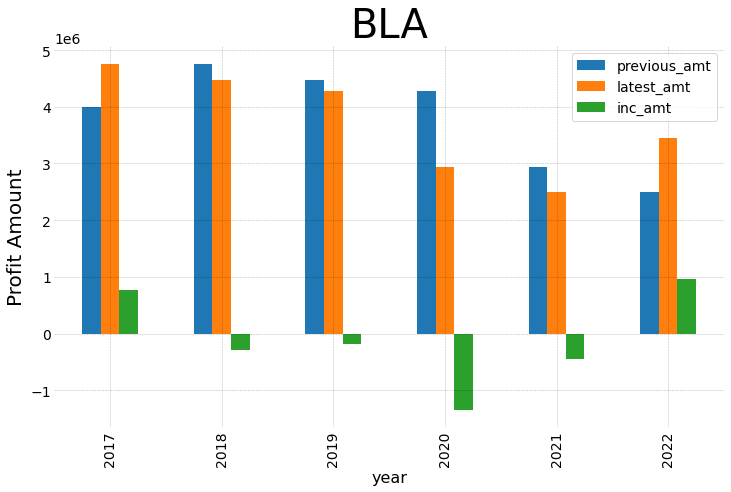 BLA
1e6
5
4
3
2
1
0
−1
Profit Amount
previous_amt
latest_amt
inc_amt
2017
2018
2019
2020
2021
2022
year